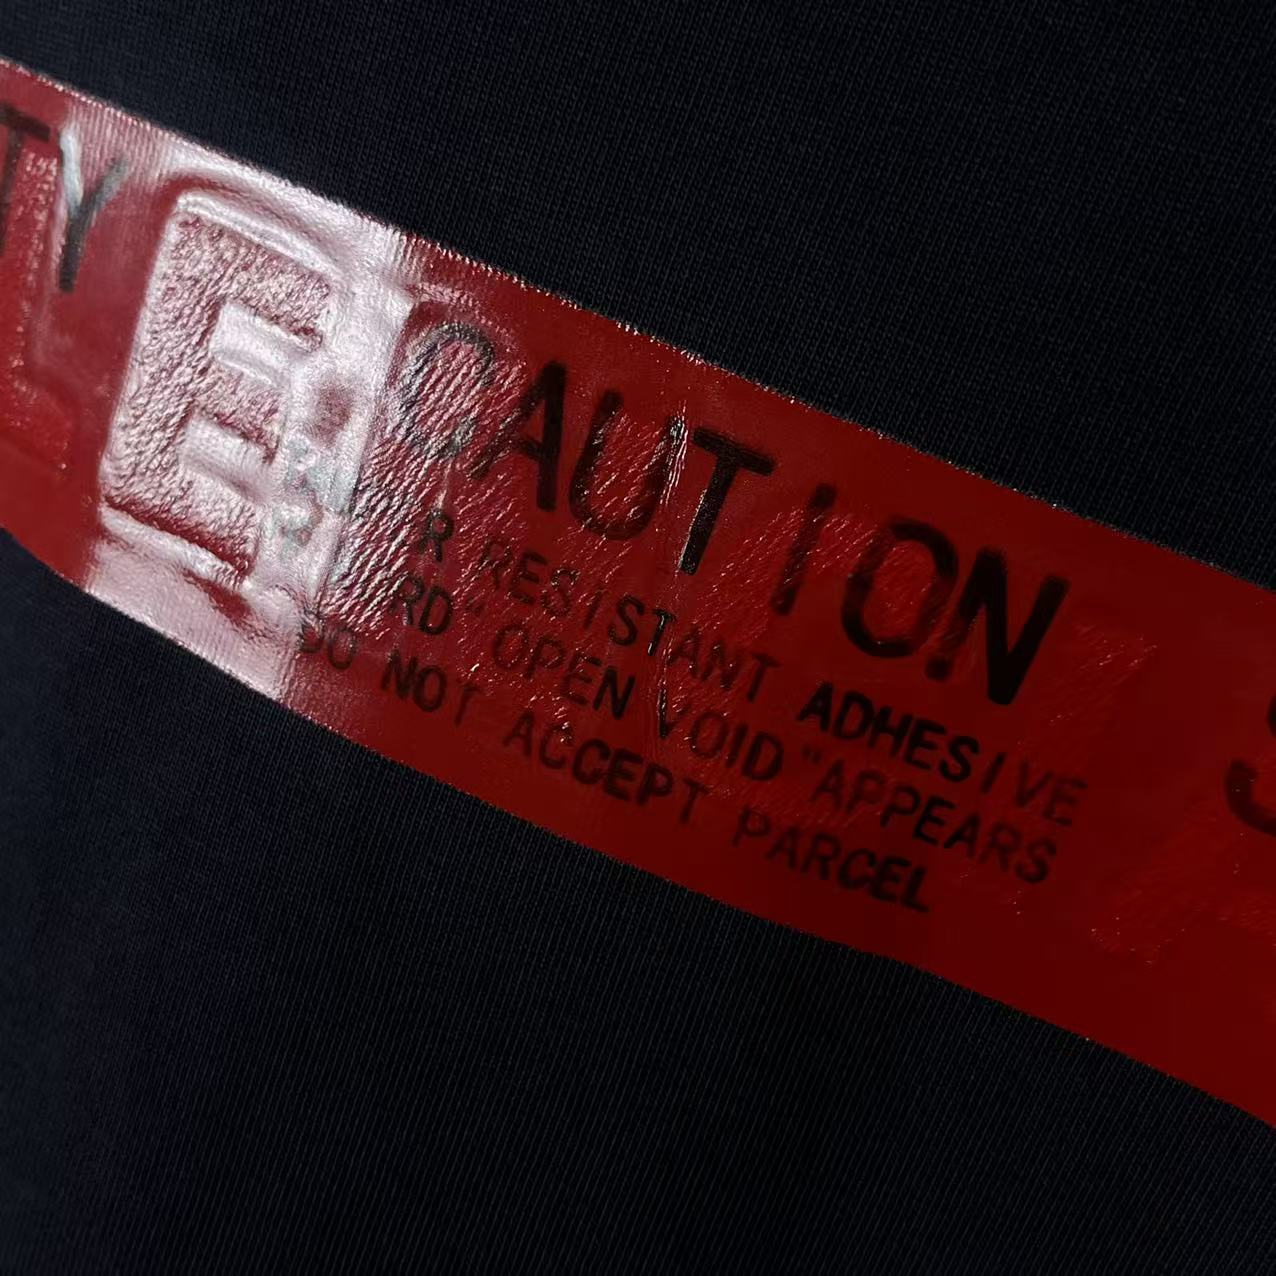 TY
E
CAUTION
R RESISTANT ADHESIVE
RD" OPEN VOID "APPEARS
DO NOT ACCEPT PARCEL
S